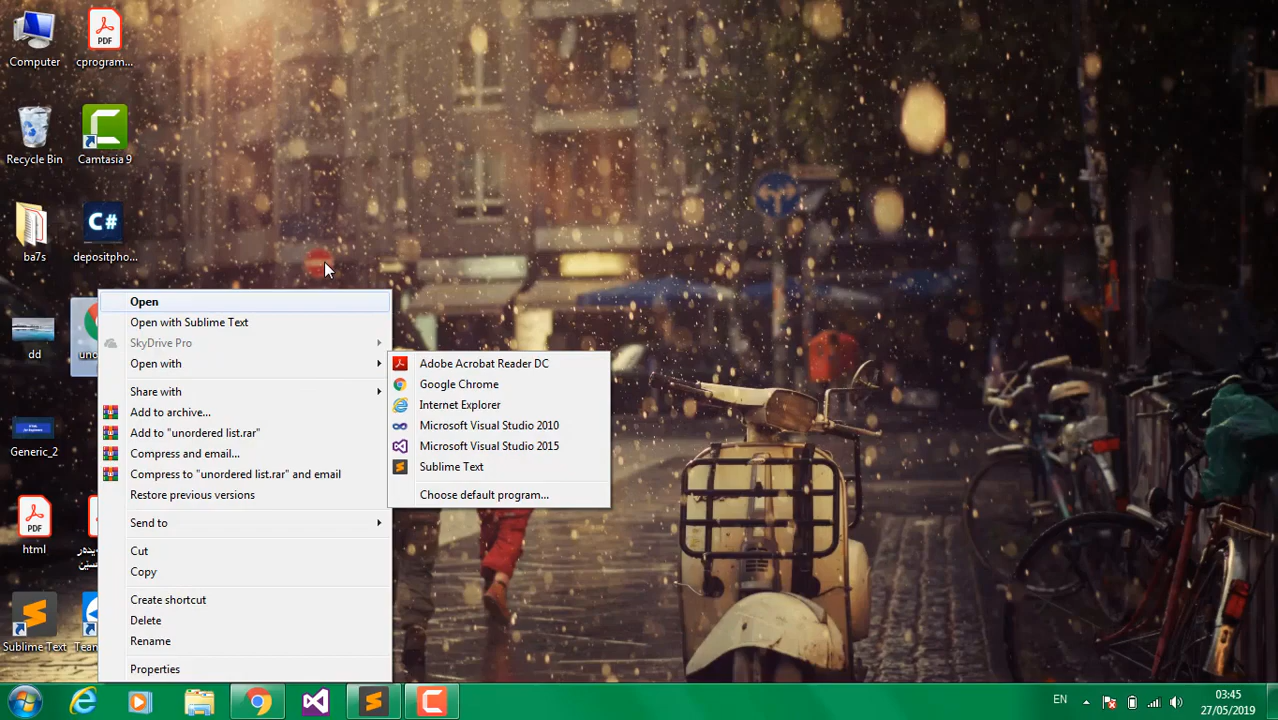 Computer
PDF
cprogram...
Recycle Bin
Camtasia 9
ba7s
C#
depositpho...
dd
Generic_2
PDF
html
Sublime Text
Open
Open with Sublime Text
SkyDrive Pro
Open with
Share with
Add to archive...
Add to "unordered list.rar"
Compress and email...
Compress to "unordered list.rar" and email
Restore previous versions
Send to
Cut
Copy
Create shortcut
Delete
Rename
Properties
Adobe Acrobat Reader DC
Google Chrome
Internet Explorer
Microsoft Visual Studio 2010
Microsoft Visual Studio 2015
Sublime Text
Choose default program...
EN
03:45
27/05/2019